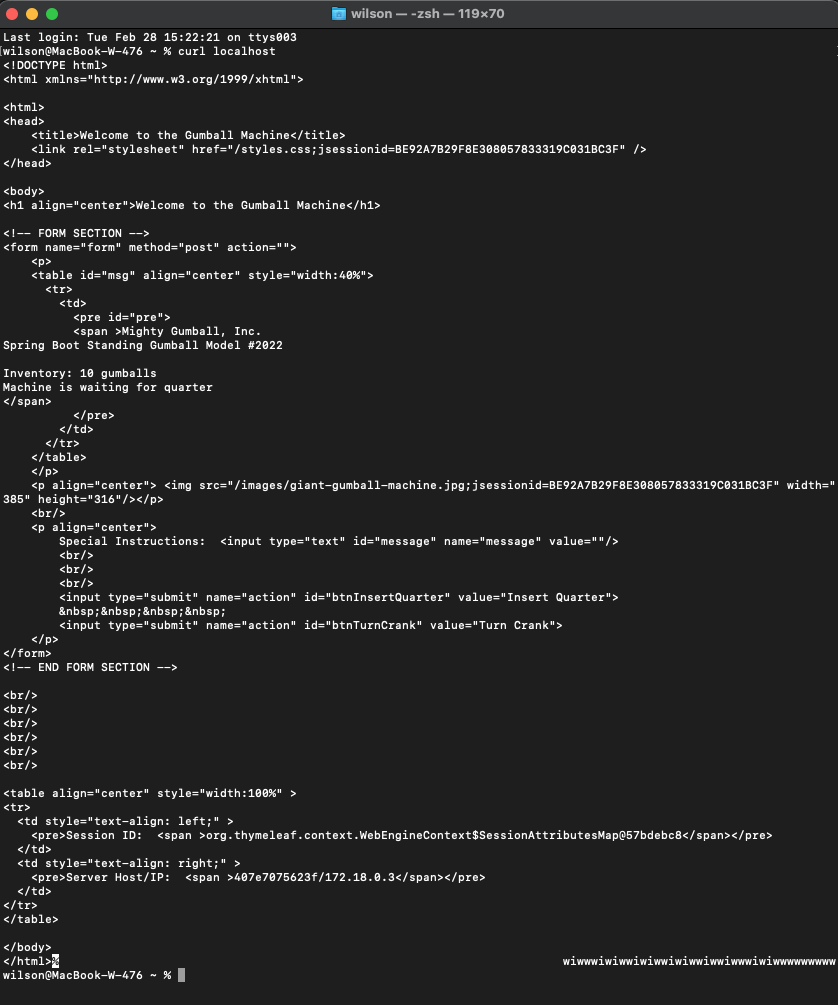 wilson — -zsh — 119×70
Last login: Tue Feb 28 15:22:21 on ttys003
[wilson@MacBook-W-476 ~ % curl localhost
<!DOCTYPE html>
<html xmlns="http://www.w3.org/1999/xhtml">
<html>
<head>
    <title>Welcome to the Gumball Machine</title>
    <link rel="stylesheet" href="/styles.css;jsessionid=BE92A7B29F8E308057833319C031BC3F" />
</head>
<body>
<h1 align="center">Welcome to the Gumball Machine</h1>
<!-- FORM SECTION -->
<form name="form" method="post" action="">
    <p>
    <table id="msg" align="center" style="width:40%">
      <tr>
        <td>
          <pre id="pre">
          <span >Mighty Gumball, Inc.
Spring Boot Standing Gumball Model #2022
Inventory: 10 gumballs
Machine is waiting for quarter
</span>
          </pre>
        </td>
      </tr>
    </table>
    </p>
    <p align="center"> <img src="/images/giant-gumball-machine.jpg;jsessionid=BE92A7B29F8E308057833319C031BC3F" width="
385" height="316"/></p>
    <br/>
    <p align="center">
        Special Instructions:  <input type="text" id="message" name="message" value=""/>
        <br/>
        <br/>
        <br/>
        <input type="submit" name="action" id="btnInsertQuarter" value="Insert Quarter">
        &nbsp;&nbsp;&nbsp;&nbsp;
        <input type="submit" name="action" id="btnTurnCrank" value="Turn Crank">
    </p>
</form>
<!-- END FORM SECTION -->
<br/>
<br/>
<br/>
<br/>
<br/>
<br/>
<table align="center" style="width:100%" >
<tr>
  <td style="text-align: left;" >
    <pre>Session ID:  <span >org.thymeleaf.context.WebEngineContext$SessionAttributesMap@57bdebc8</span></pre>
  </td>
  <td style="text-align: right;" >
    <pre>Server Host/IP:  <span >407e7075623f/172.18.0.3</span></pre>
  </td>
</tr>
</table>
</body>
</html>%
wilson@MacBook-W-476 ~ %